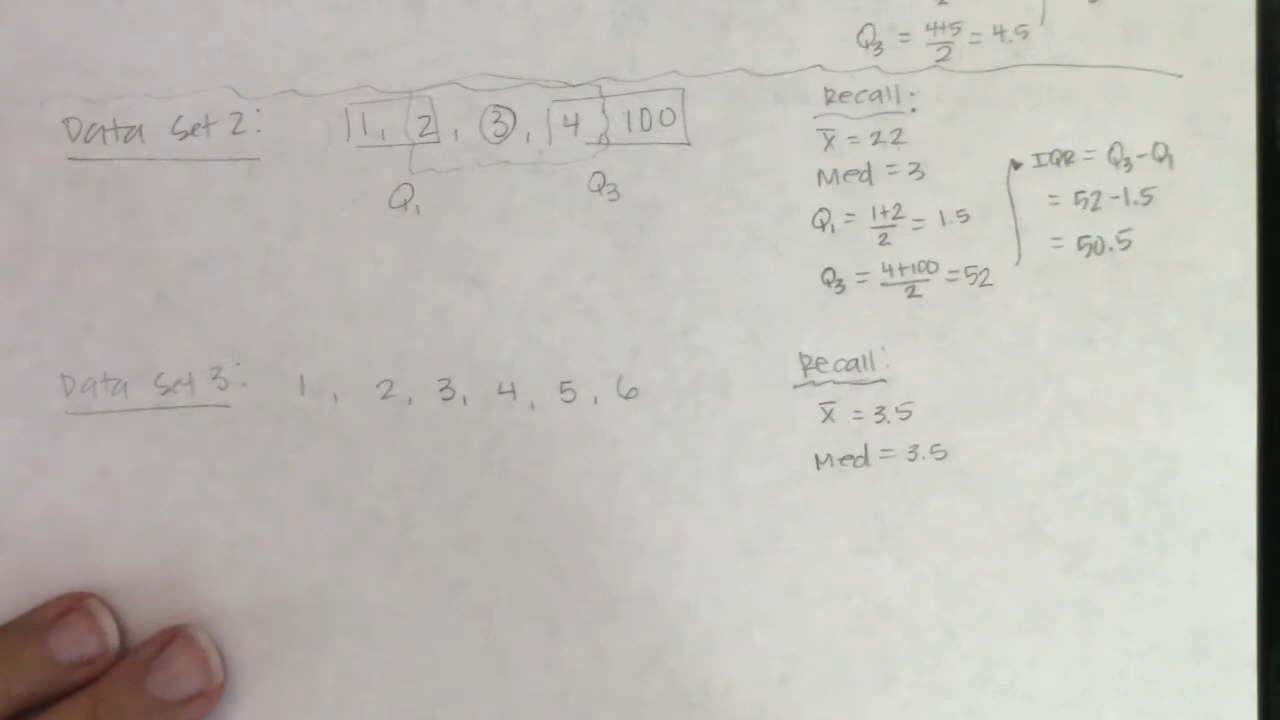 Q₃ = 4+5/2 = 4.5
Data Set 2: 1, 2, 3, 4, 100
Q₁ Q₃
Recall:
x̄ = 22
Med = 3
Q₁ = 1+2/2 = 1.5
Q₃ = 4+100/2 = 52
IQR = Q₃-Q₁
= 52-1.5
= 50.5
Data Set 3: 1, 2, 3, 4, 5, 6
Recall:
x̄ = 3.5
Med = 3.5